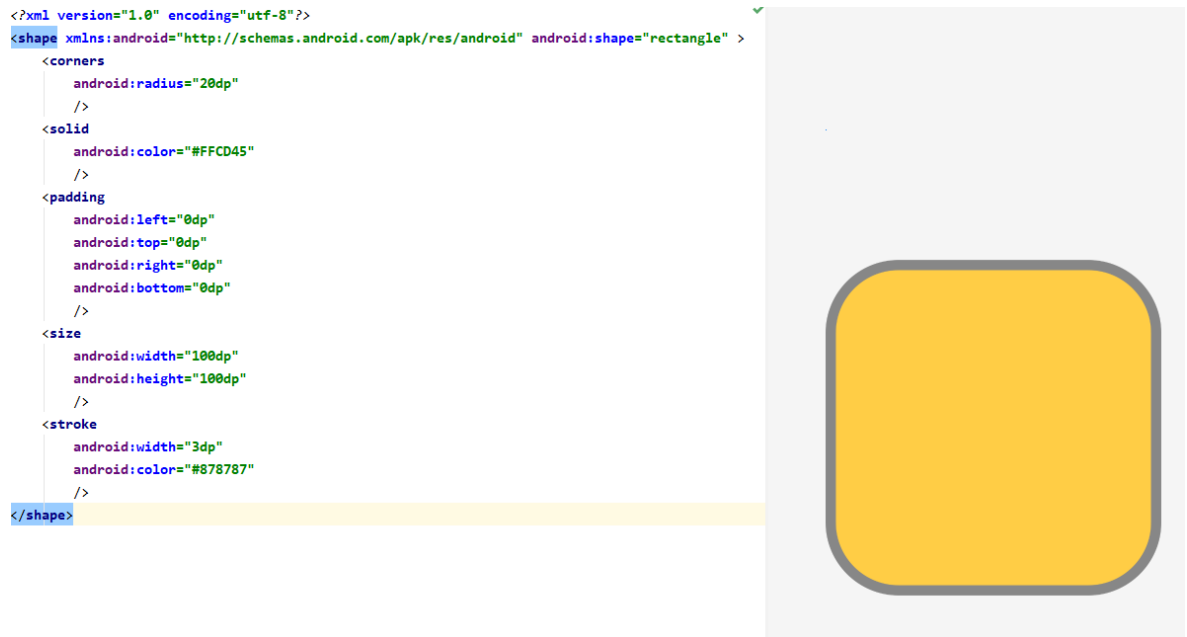 <?xml version="1.0" encoding="utf-8"?>
<shape xmlns:android="http://schemas.android.com/apk/res/android" android:shape="rectangle" >
    <corners
        android:radius="20dp"
        />
    <solid
        android:color="#FFCD45"
        />
    <padding
        android:left="0dp"
        android:top="0dp"
        android:right="0dp"
        android:bottom="0dp"
        />
    <size
        android:width="100dp"
        android:height="100dp"
        />
    <stroke
        android:width="3dp"
        android:color="#878787"
        />
</shape>